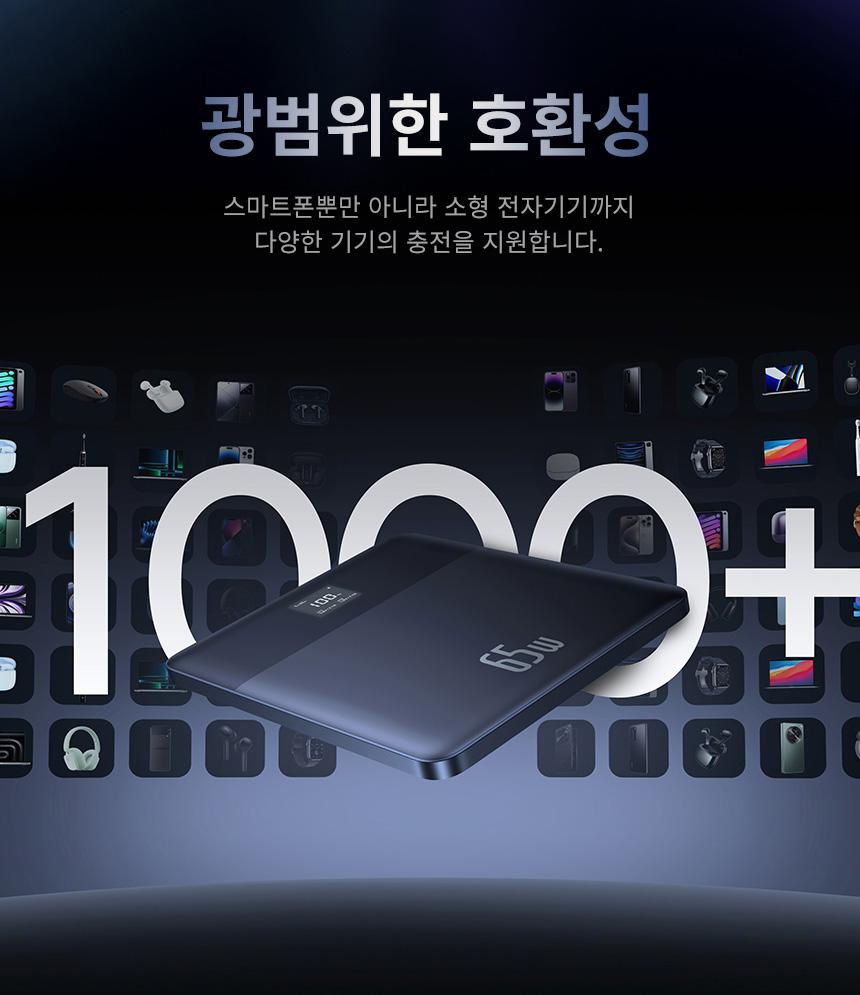 광범위한 호환성
스마트폰뿐만 아니라 소형 전자기기까지
다양한 기기의 충전을 지원합니다.
1000+
100
65w